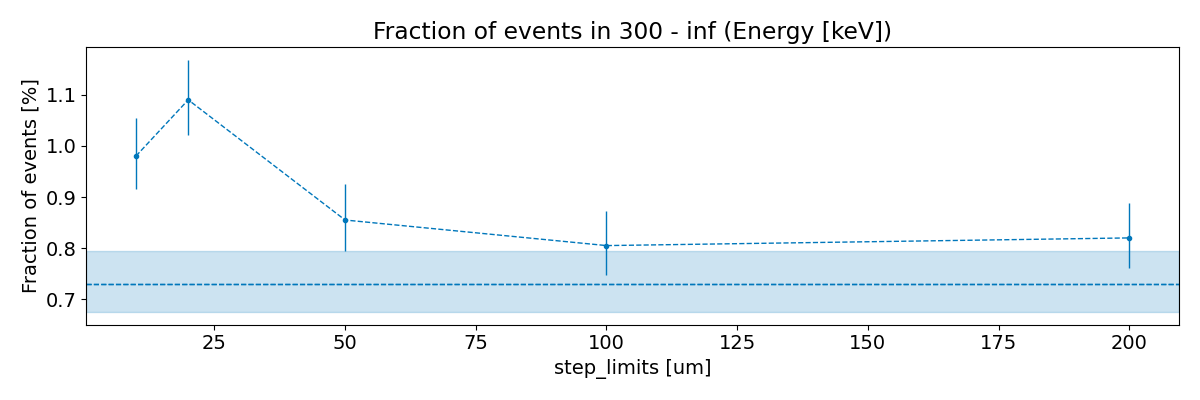 Fraction of events in 300 - inf (Energy [keV])
Fraction of events [%]
1.1
1.0
0.9
0.8
0.7
25 50 75 100 125 150 175 200
step_limits [um]